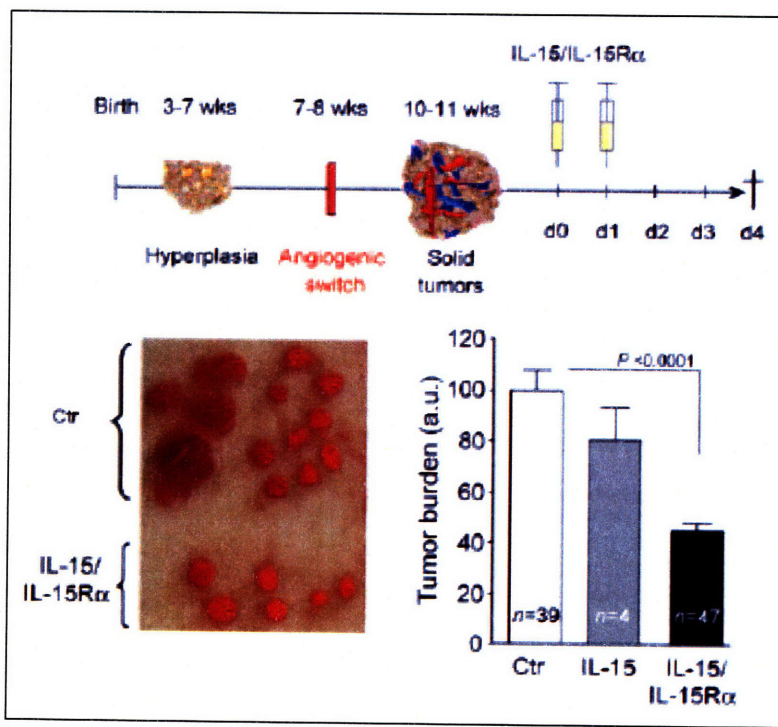 IL-15/IL-15Rα
Birth 3-7 wks 7-8 wks 10-11 wks
d0 d1 d2 d3 d4
Hyperplasia Angiogenic switch Solid tumors
Ctr
IL-15/
IL-15Rα
Tumor burden (a.u.)
120
100
80
60
40
20
0
P <0.0001
n=39 n=4 n=47
Ctr IL-15 IL-15/
IL-15Rα